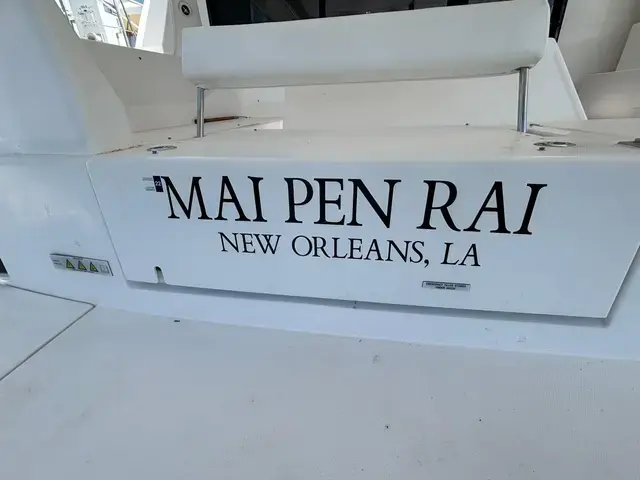 MAI PEN RAI
NEW ORLEANS, LA